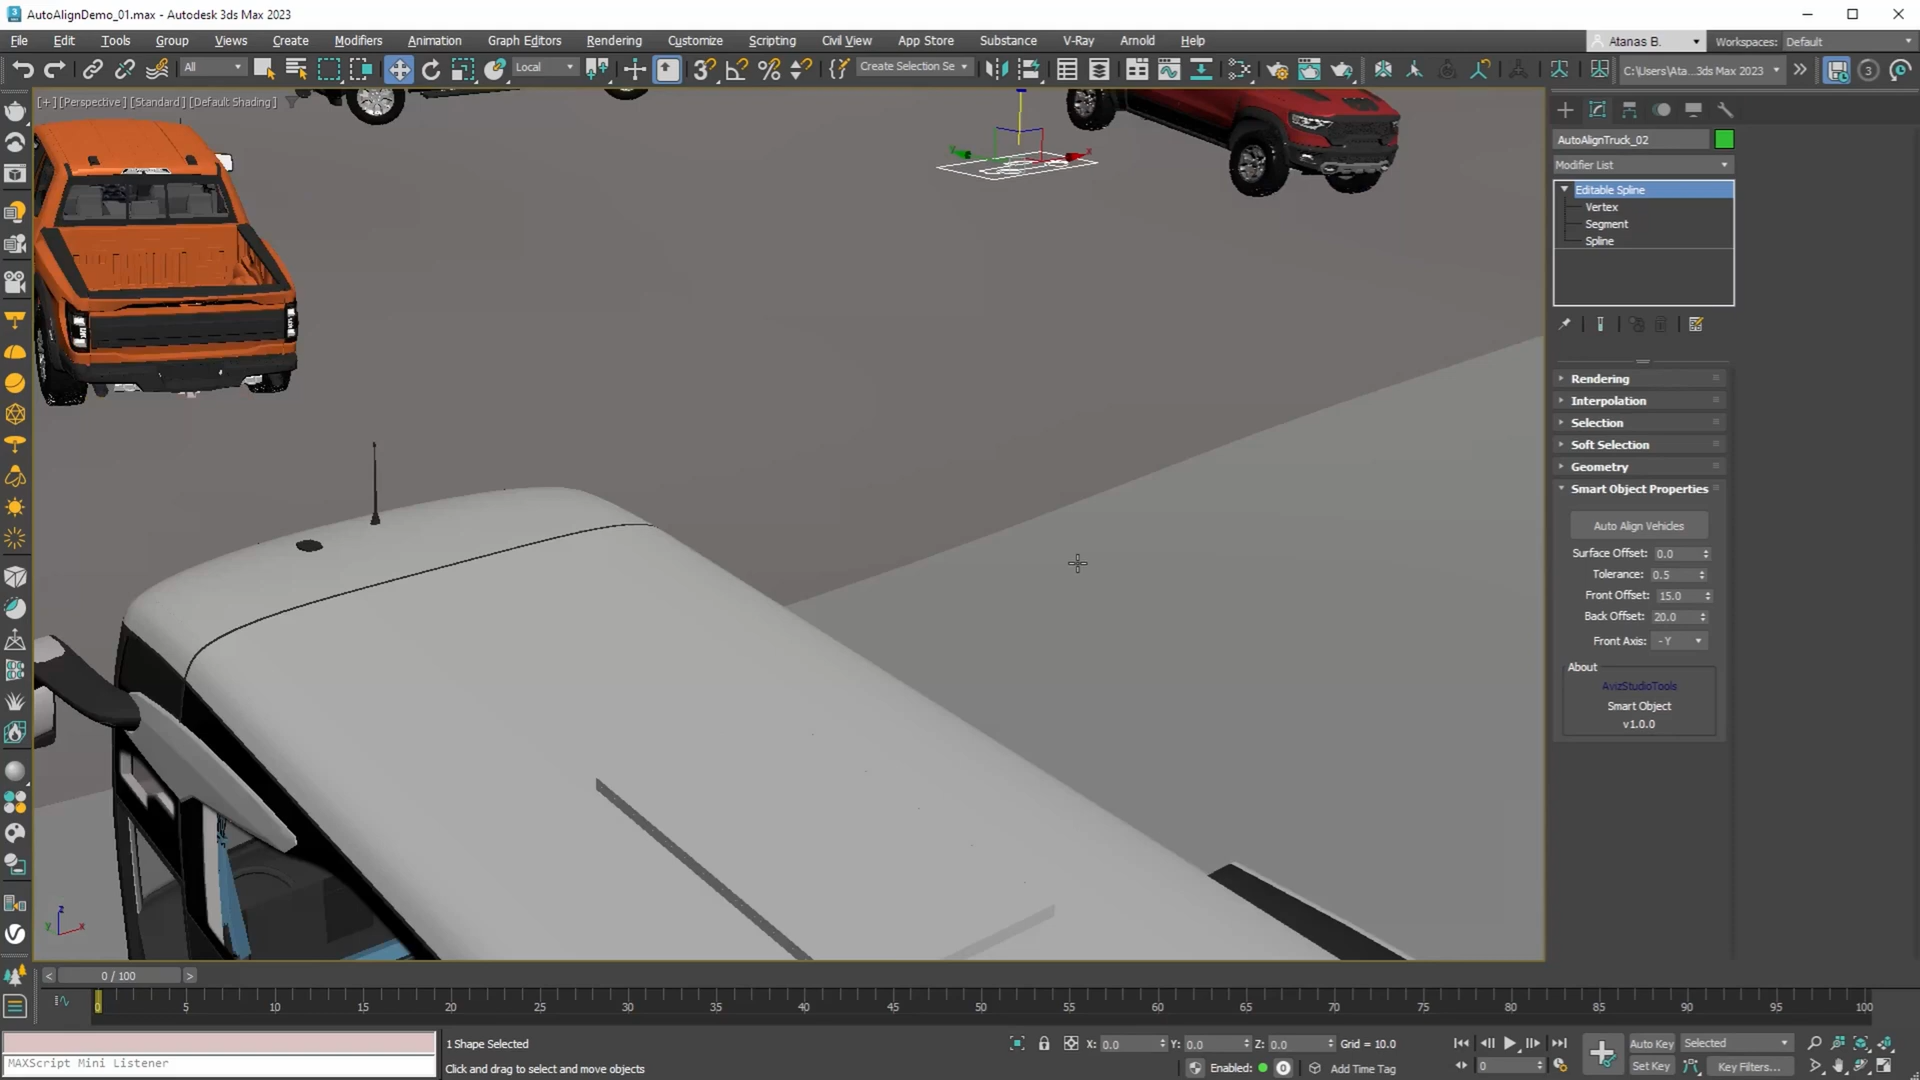 AutoAlignDemo_01.max - Autodesk 3ds Max 2023
File Edit Tools Group Views Create Modifiers Animation Graph Editors Rendering Customize Scripting Civil View App Store Substance V-Ray Arnold Help
Atanas B. Workspaces: Default
All Local Create Selection Se C:\Users\Ata...3ds Max 2023
[+] [Perspective] [Standard] [Default Shading]
AutoAlignTruck_02
Modifier List
Editable Spline
Vertex
Segment
Spline
Rendering
Interpolation
Selection
Soft Selection
Geometry
Smart Object Properties
Auto Align Vehicles
Surface Offset: 0.0
Tolerance: 0.5
Front Offset: 15.0
Back Offset: 20.0
Front Axis: -Y
About
AvizStudioTools
Smart Object
v1.0.0
y x
z
y x
< 0 / 100 >
0 5 10 15 20 25 30 35 40 45 50 55 60 65 70 75 80 85 90 95 100
1 Shape Selected X: 0.0 Y: 0.0 Z: 0.0 Grid = 10.0 Auto Key Selected
MAXScript Mini Listener Click and drag to select and move objects Enabled: 0 Add Time Tag 0 Set Key Key Filters...